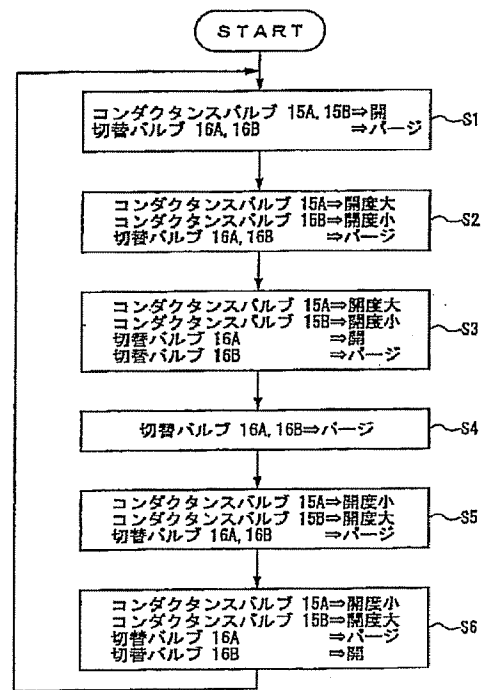 START
コンダクタンスバルブ 15A, 15B⇒開
切替バルブ 16A, 16B ⇒パージ
S1
コンダクタンスバルブ 15A⇒開度大
コンダクタンスバルブ 15B⇒開度小
切替バルブ 16A, 16B ⇒パージ
S2
コンダクタンスバルブ 15A⇒開度大
コンダクタンスバルブ 15B⇒開度小
切替バルブ 16A ⇒開
切替バルブ 16B ⇒パージ
S3
切替バルブ 16A, 16B⇒パージ
S4
コンダクタンスバルブ 15A⇒開度小
コンダクタンスバルブ 15B⇒開度大
切替バルブ 16A, 16B ⇒パージ
S5
コンダクタンスバルブ 15A⇒開度小
コンダクタンスバルブ 15B⇒開度大
切替バルブ 16A ⇒パージ
切替バルブ 16B ⇒開
S6